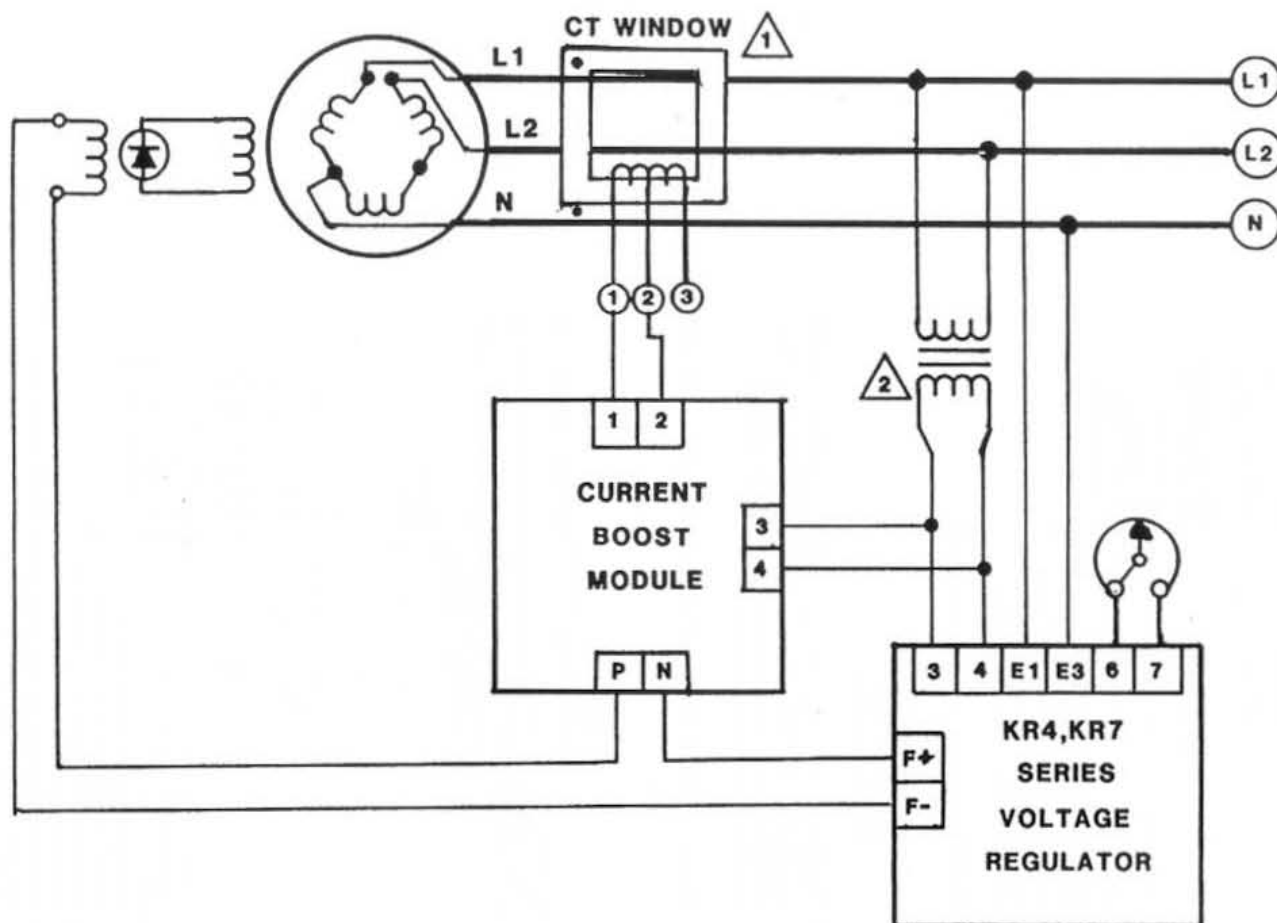 CT WINDOW
1
L1
L2
N
L1
L2
N
1
2
3
2
1
2
CURRENT
BOOST
MODULE
3
4
P
N
3
4
E1
E3
6
7
F+
F-
KR4,KR7
SERIES
VOLTAGE
REGULATOR